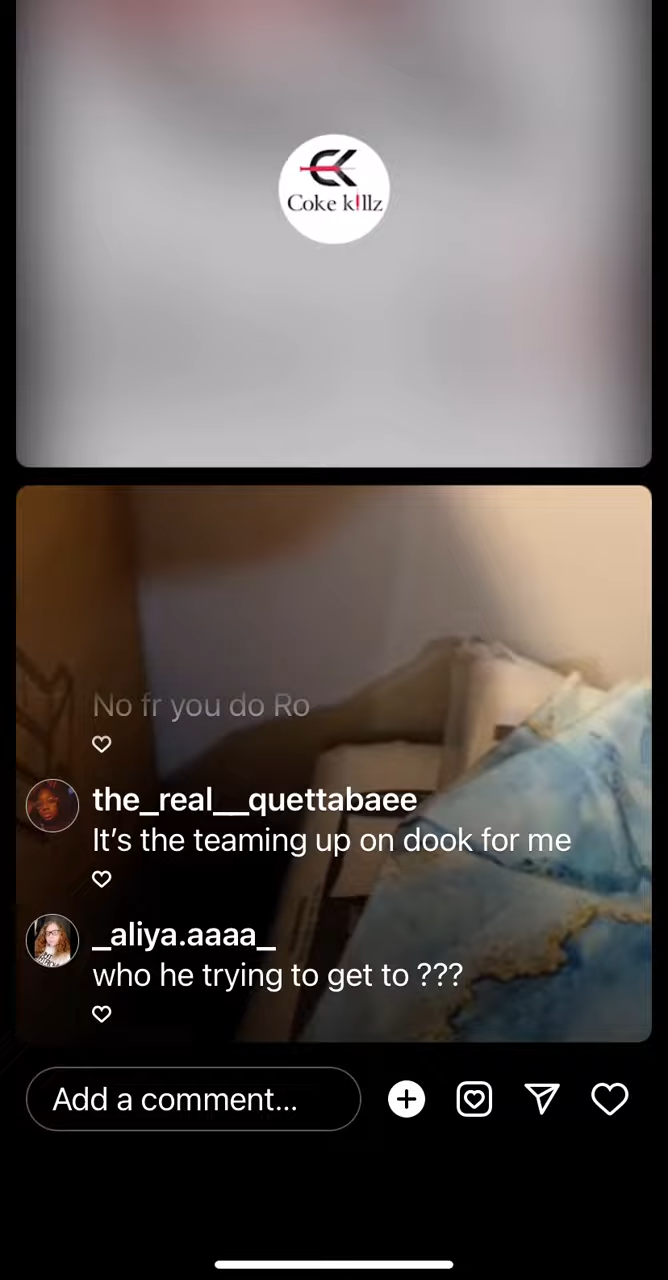 CK
Coke k!llz
No fr you do Ro
the_real__quettabaee
It’s the teaming up on dook for me
_aliya.aaaa_
who he trying to get to ???
Add a comment...